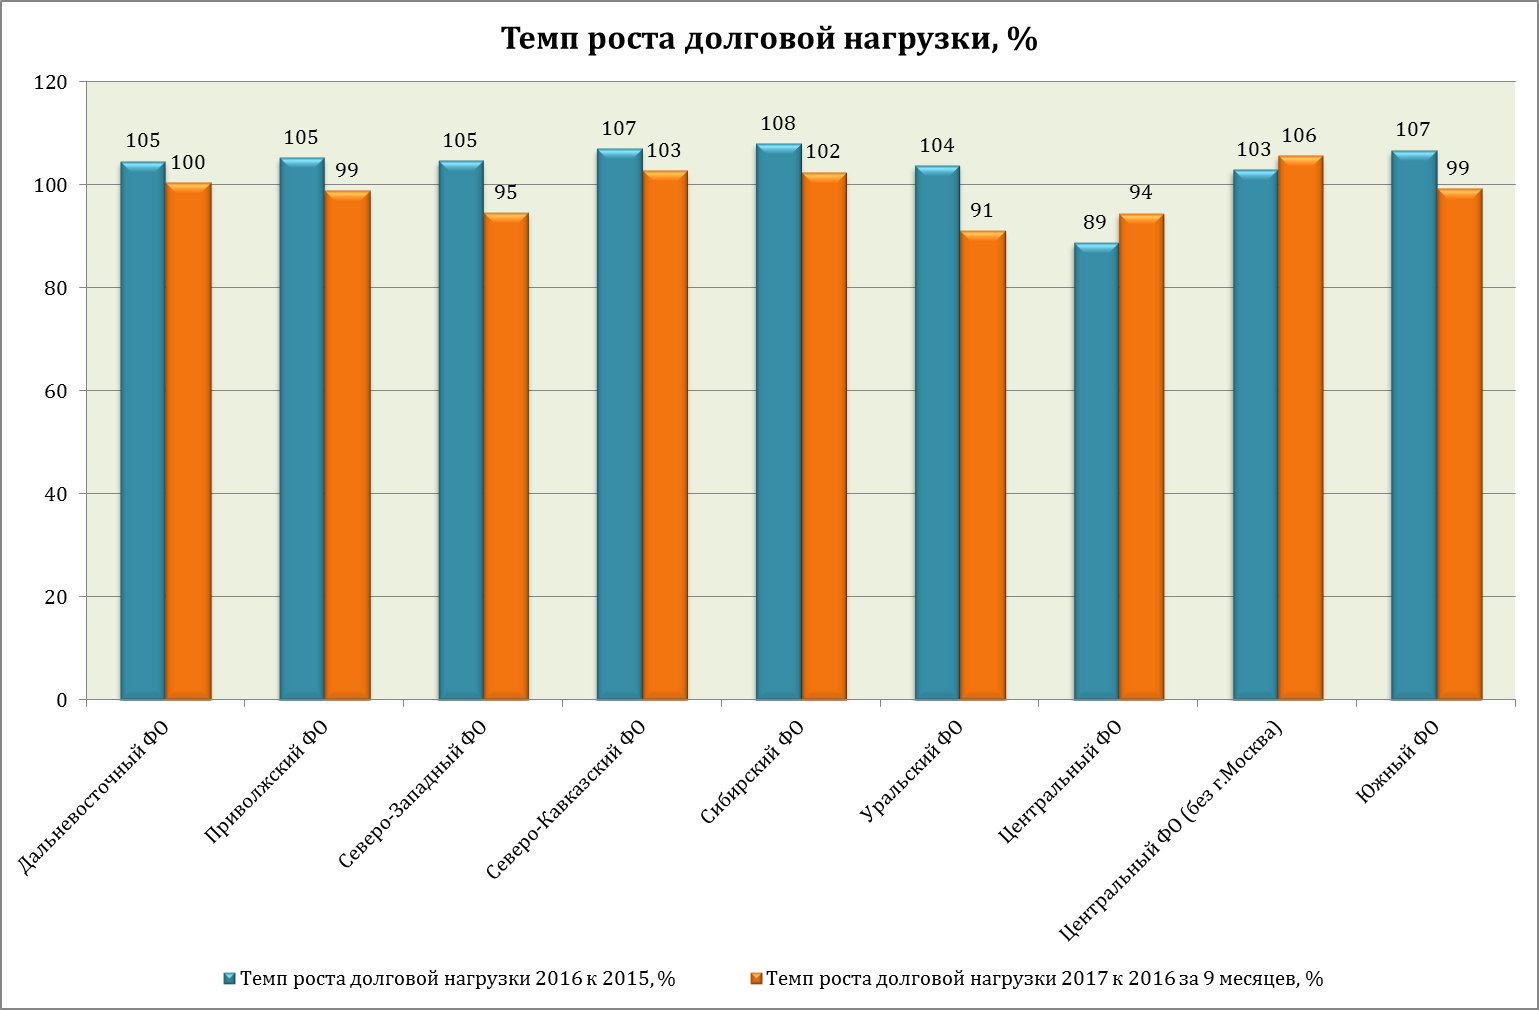 Темп роста долговой нагрузки, %
120
100
80
60
40
20
0
105
100
105
99
105
95
107
103
108
102
104
91
89
94
103
106
107
99
Дальневосточный ФО
Приволжский ФО
Северо-Западный ФО
Северо-Кавказский ФО
Сибирский ФО
Уральский ФО
Центральный ФО
Центральный ФО (без г.Москва)
Южный ФО
Темп роста долговой нагрузки 2016 к 2015, %
Темп роста долговой нагрузки 2017 к 2016 за 9 месяцев, %